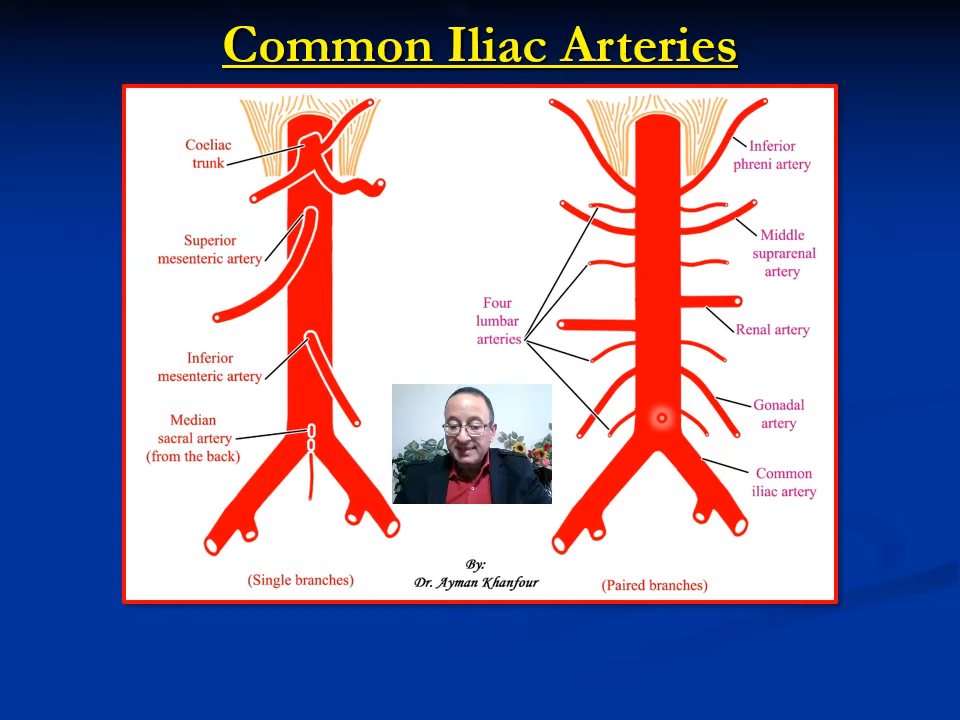 Common Iliac Arteries
Coeliac
trunk
Superior
mesenteric artery
Inferior
mesenteric artery
Median
sacral artery
(from the back)
(Single branches)
By:
Dr. Ayman Khanfour
Four
lumbar
arteries
Inferior
phreni artery
Middle
suprarenal
artery
Renal artery
Gonadal
artery
Common
iliac artery
(Paired branches)